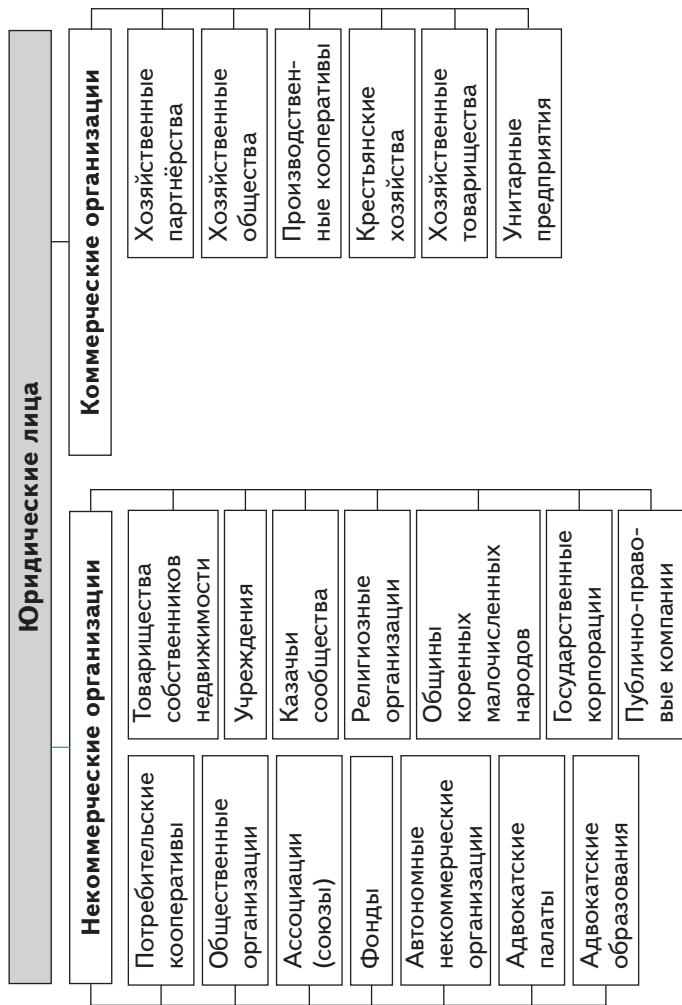 Юридические лица
Некоммерческие организации
Потребительские
кооперативы
Общественные
организации
Ассоциации
(союзы)
Фонды
Автономные
некоммерческие
организации
Адвокатские
палаты
Адвокатские
образования
Товарищества
собственников
недвижимости
Учреждения
Казачьи
сообщества
Религиозные
организации
Общины
коренных
малочисленных
народов
Государственные
корпорации
Публично-право-
вые компании
Коммерческие организации
Хозяйственные
партнёрства
Хозяйственные
общества
Производствен-
ные кооперативы
Крестьянские
хозяйства
Хозяйственные
товарищества
Унитарные
предприятия